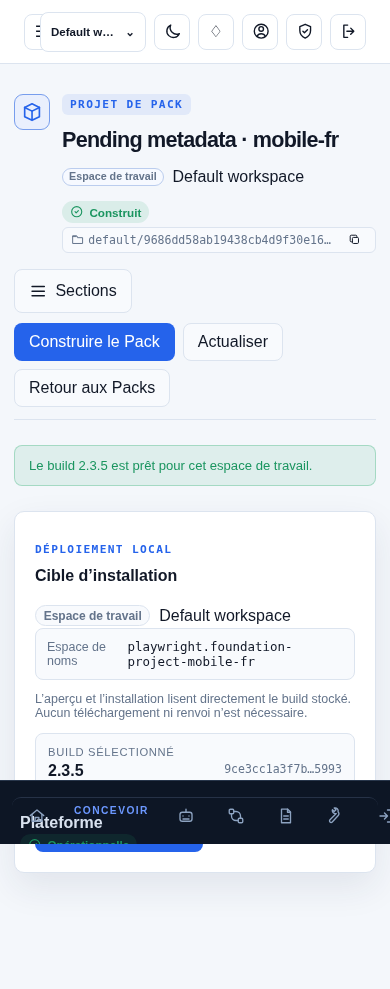 Default w... ⌄
PROJET DE PACK
Pending metadata · mobile-fr
Espace de travail Default workspace
Construit
default/9686dd58ab19438cb4d9f30e16…
Sections
Construire le Pack
Actualiser
Retour aux Packs
Le build 2.3.5 est prêt pour cet espace de travail.
DÉPLOIEMENT LOCAL
Cible d’installation
Espace de travail Default workspace
Espace de noms
playwright.foundation-project-mobile-fr
L’aperçu et l’installation lisent directement le build stocké.
Aucun téléchargement ni renvoi n’est nécessaire.
BUILD SÉLECTIONNÉ
2.3.5
9ce3cc1a3f7b…5993
CONCEVOIR
Plateforme
Opérationnelle